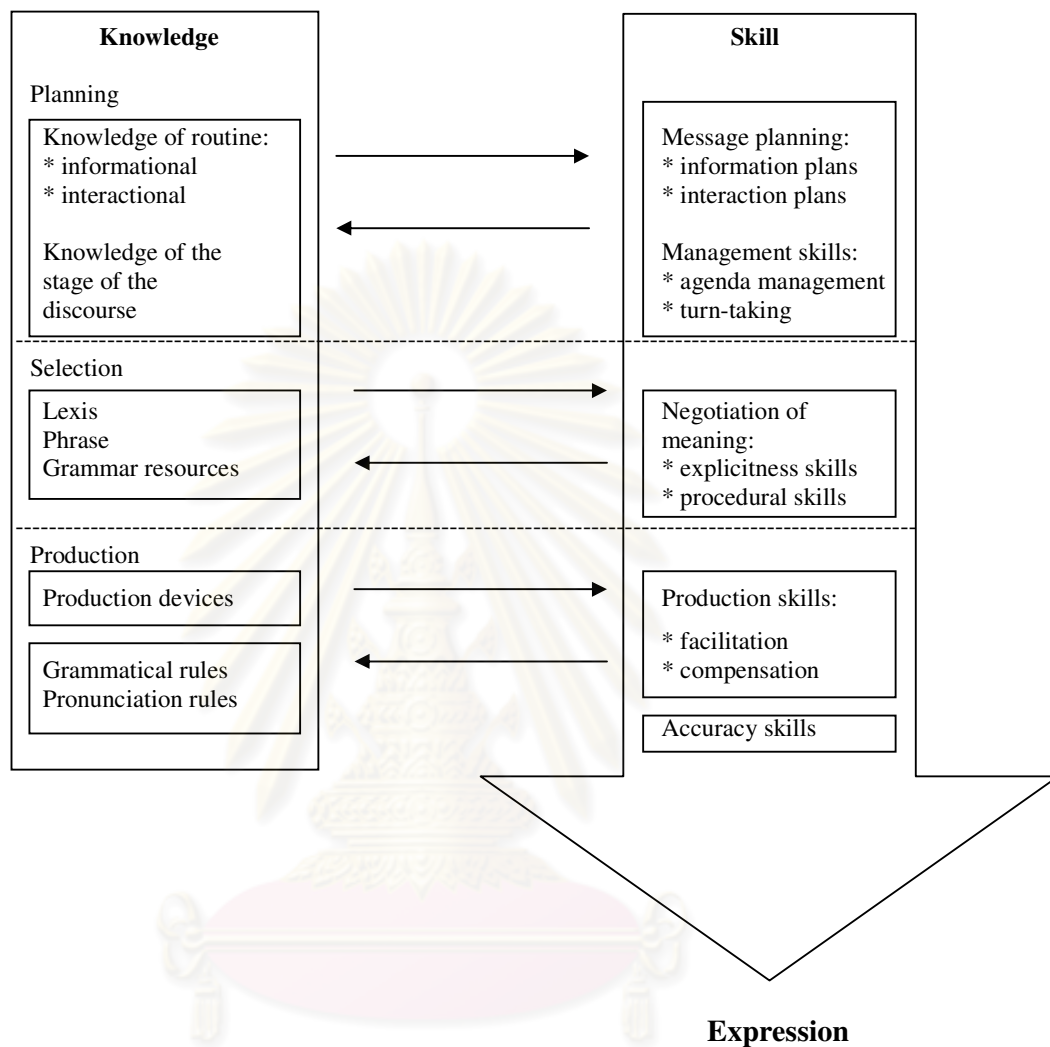 Knowledge
Planning
Knowledge of routine:
* informational
* interactional
Knowledge of the
stage of the
discourse
Selection
Lexis
Phrase
Grammar resources
Production
Production devices
Grammatical rules
Pronunciation rules
Skill
Message planning:
* information plans
* interaction plans
Management skills:
* agenda management
* turn-taking
Negotiation of
meaning:
* explicitness skills
* procedural skills
Production skills:
* facilitation
* compensation
Accuracy skills
Expression